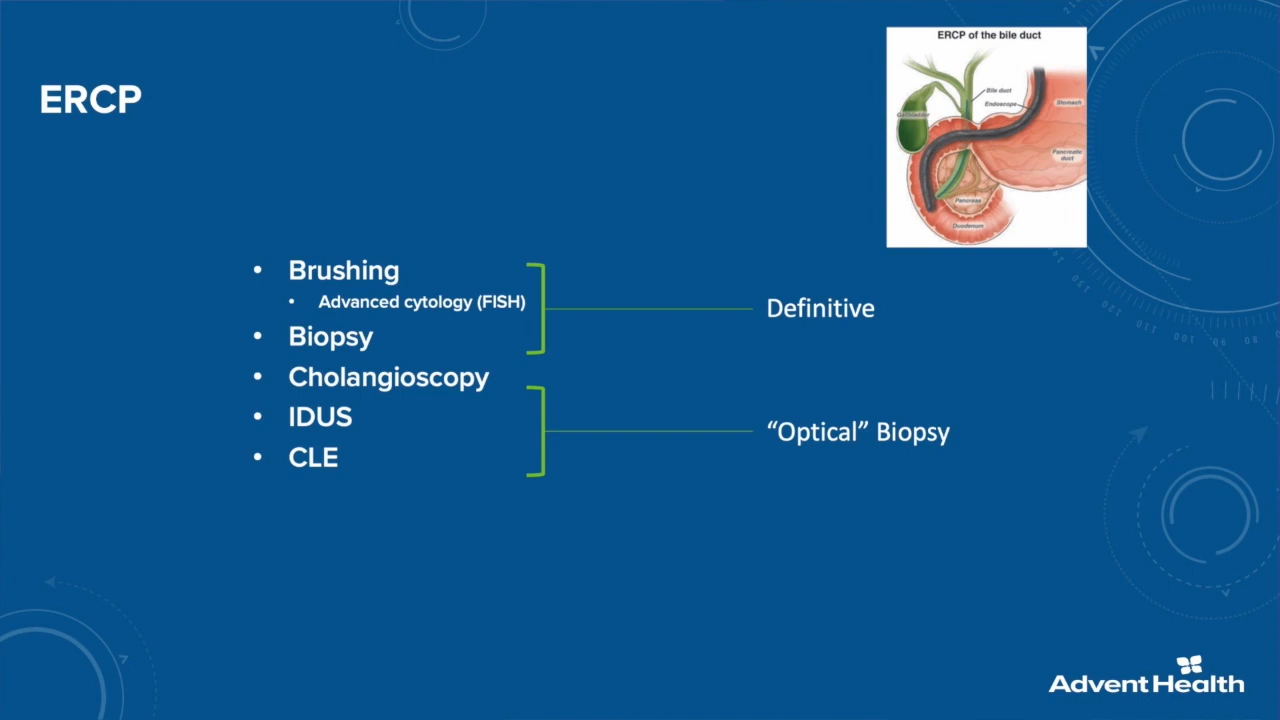 ERCP of the bile duct
ERCP
Bile duct
Endoscope
Stomach
Gallbladder
Pancreatic
duct
Pancreas
Duodenum
• Brushing
• Advanced cytology (FISH)
• Biopsy
• Cholangioscopy
• IDUS
• CLE
Definitive
“Optical” Biopsy
AdventHealth